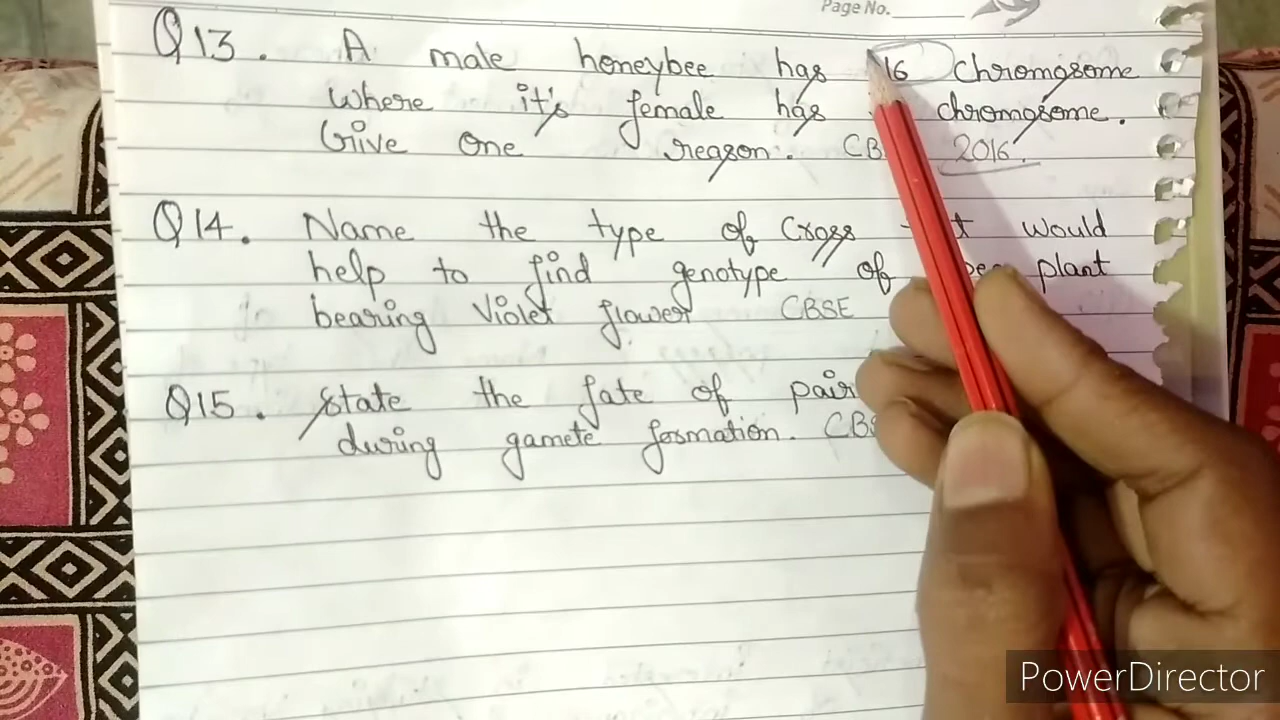 Page No.
Q13. A male honeybee has 16 chromosome
where it's female has chromosome.
Give one reason. CB 2016.
Q14. Name the type of cross t would
help to find genotype of pea plant
bearing violet flower CBSE
Q15. State the fate of pair
during gamete formation. CBS
PowerDirector